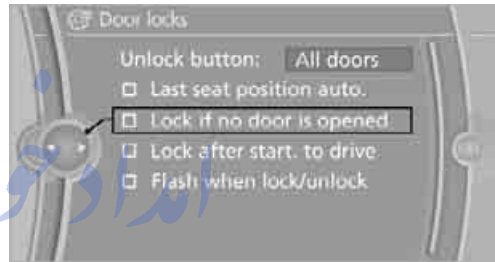 Door locks
Unlock button: All doors
Last seat position auto.
Lock if no door is opened
Lock after start. to drive
Flash when lock/unlock